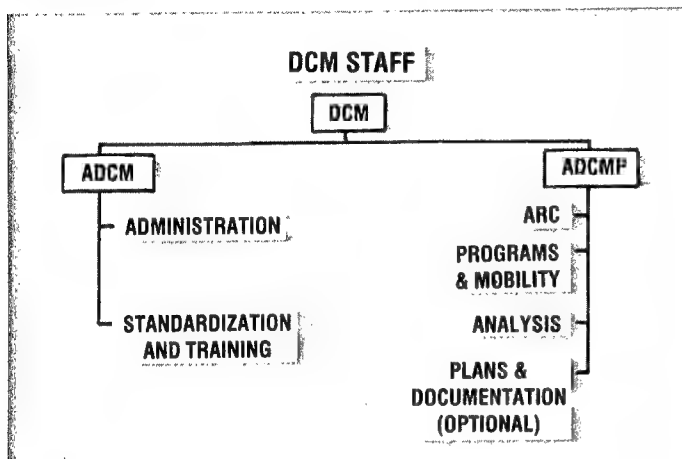 DCM STAFF
DCM
ADCM
ADCMP
ADMINISTRATION
STANDARDIZATION
AND TRAINING
ARC
PROGRAMS
& MOBILITY
ANALYSIS
PLANS &
DOCUMENTATION
(OPTIONAL)